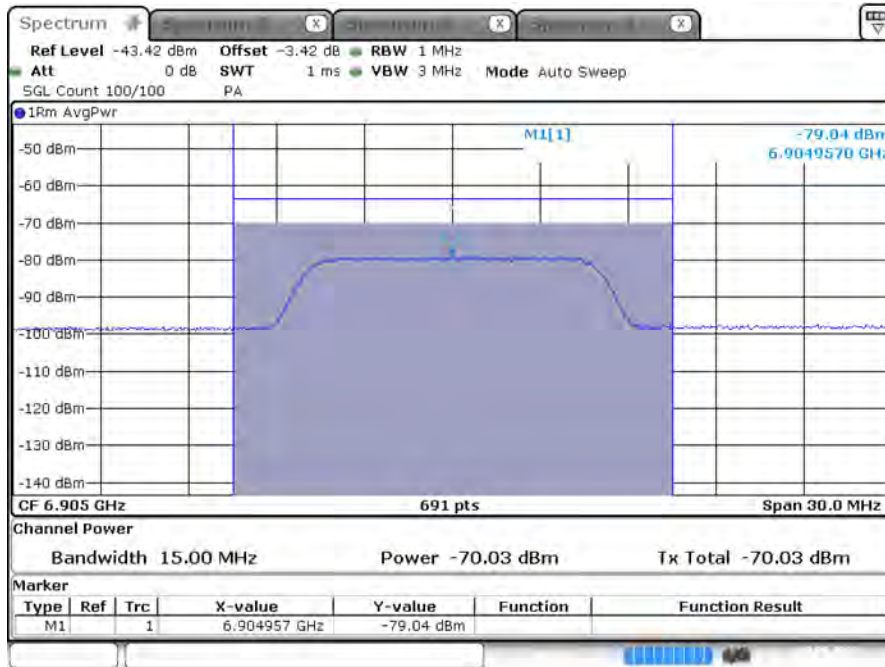 Spectrum
X X X
Ref Level -43.42 dBm Offset -3.42 dB RBW 1 MHz
Att 0 dB SWT 1 ms VBW 3 MHz Mode Auto Sweep
SGL Count 100/100 PA
1Rm AvgPwr
M1[1] -79.04 dBm
6.9049570 GHz
-50 dBm
-60 dBm
-70 dBm
-80 dBm
-90 dBm
-100 dBm
-110 dBm
-120 dBm
-130 dBm
-140 dBm
CF 6.905 GHz 691 pts Span 30.0 MHz
Channel Power
Bandwidth 15.00 MHz Power -70.03 dBm Tx Total -70.03 dBm
Marker
Type Ref Trc X-value Y-value Function Function Result
M1 1 6.904957 GHz -79.04 dBm